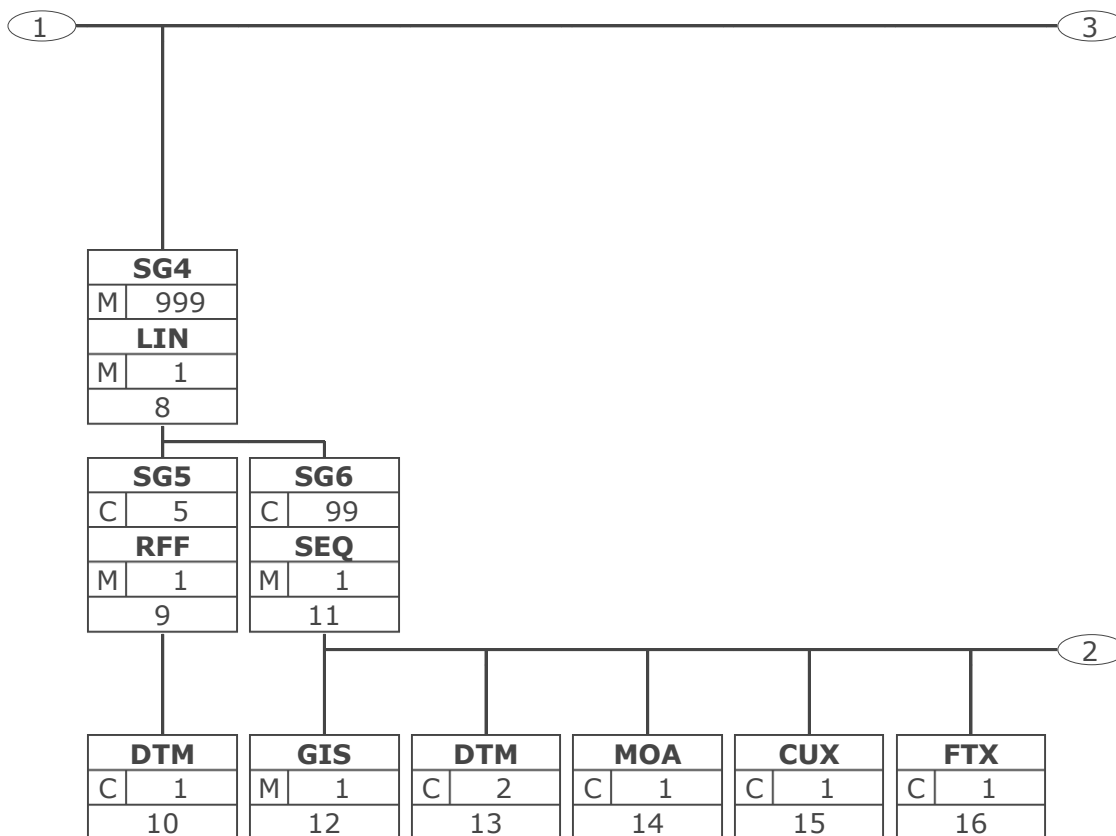 1 3
SG4
M 999
LIN
M 1
8
SG5 SG6
C 5 C 99
RFF SEQ
M 1 M 1
9 11
2
DTM GIS DTM MOA CUX FTX
C 1 M 1 C 2 C 1 C 1 C 1
10 12 13 14 15 16